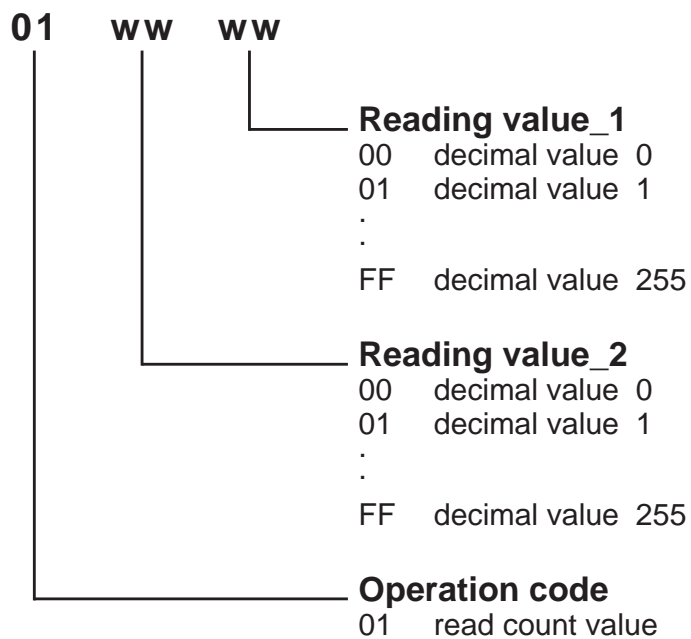 01 ww ww
Reading value_1
00 decimal value 0
01 decimal value 1
.
.
FF decimal value 255
Reading value_2
00 decimal value 0
01 decimal value 1
.
.
FF decimal value 255
Operation code
01 read count value